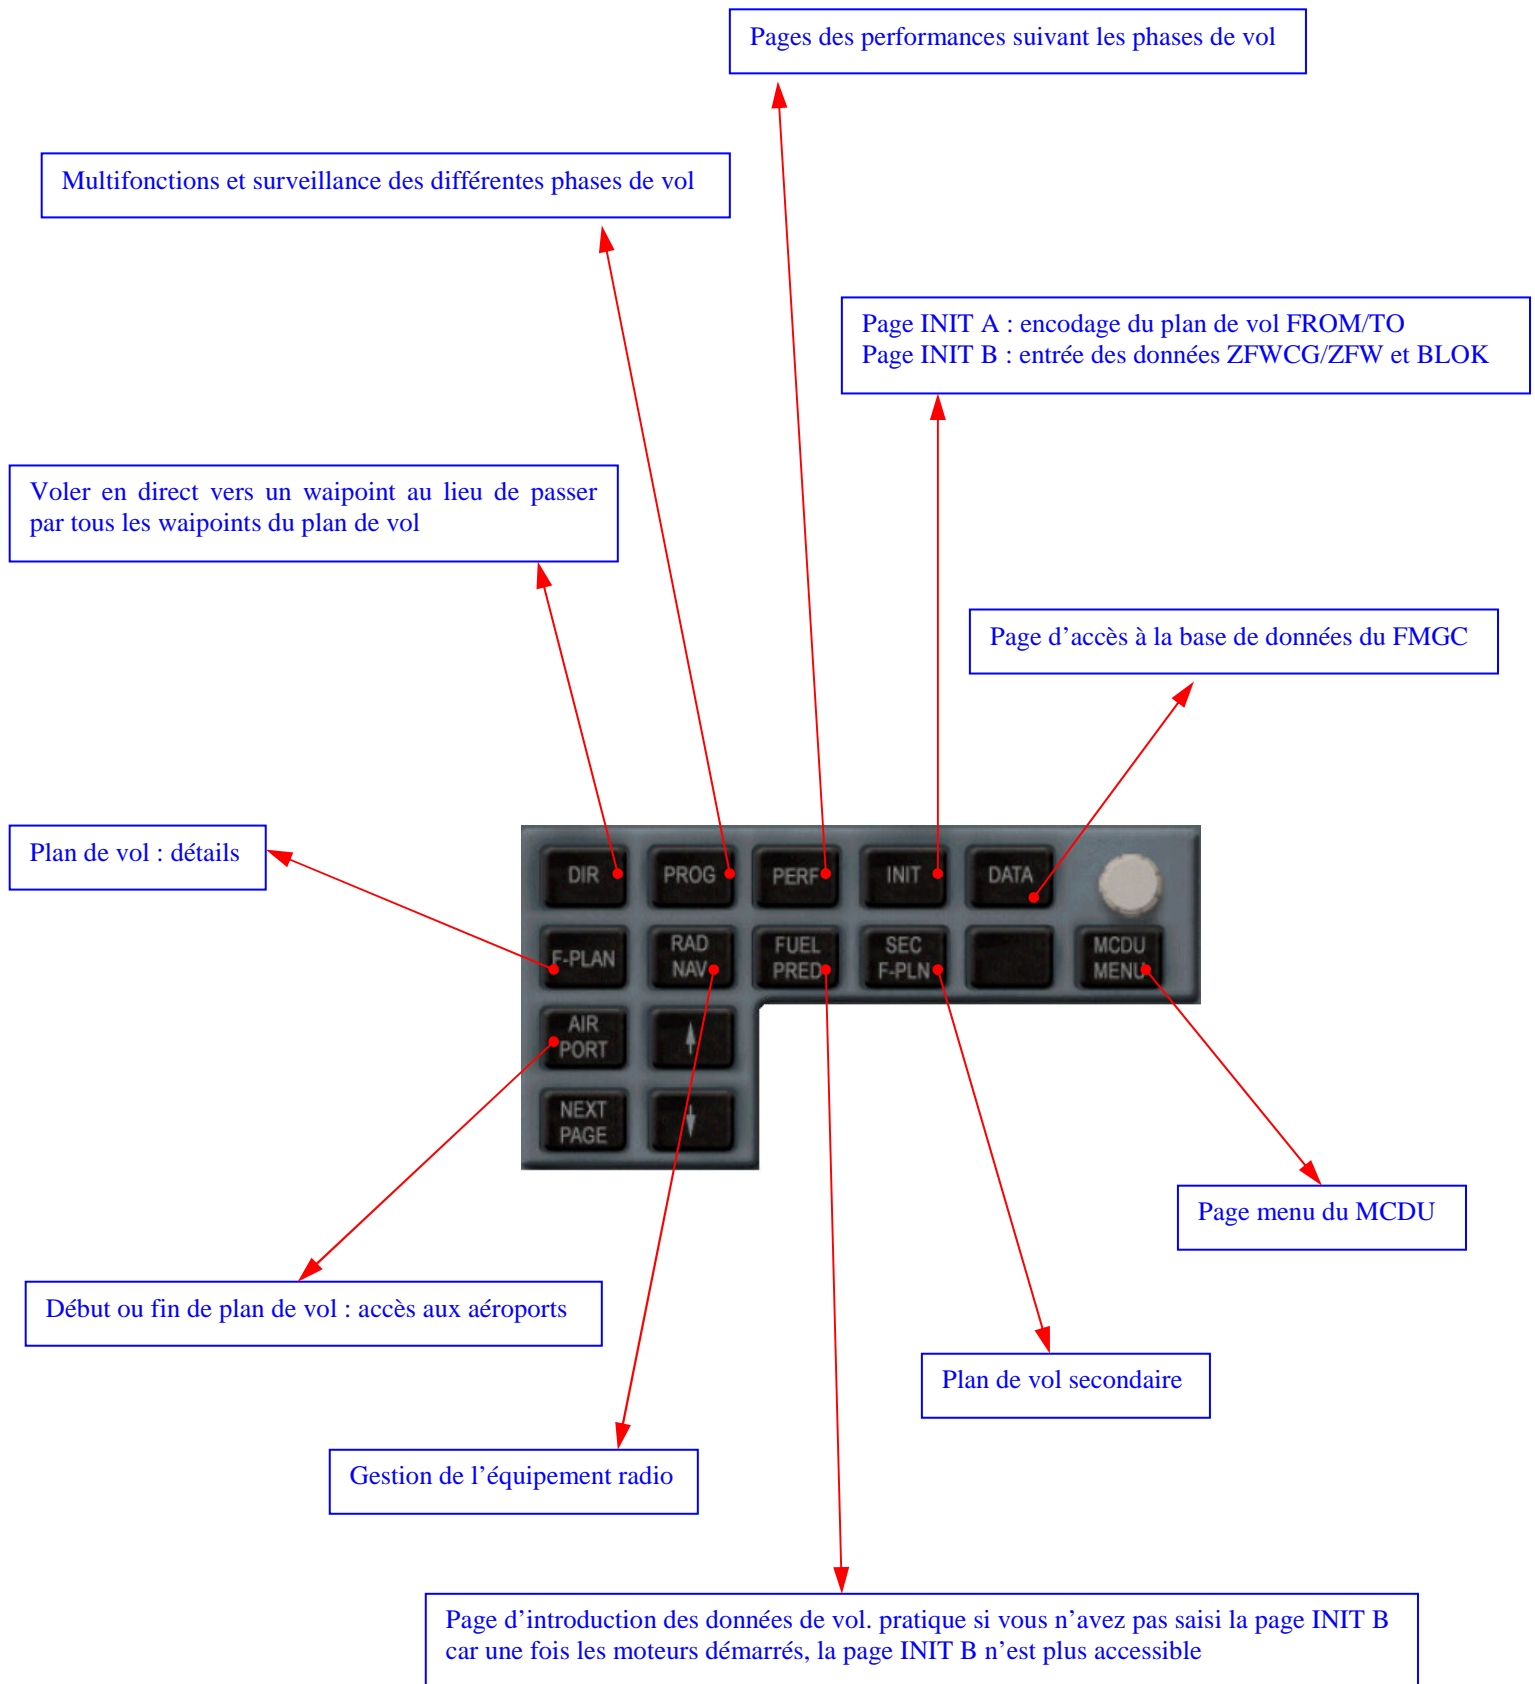 Pages des performances suivant les phases de vol
Multifonctions et surveillance des différentes phases de vol
Page INIT A : encodage du plan de vol FROM/TO
Page INIT B : entrée des données ZFWCG/ZFW et BLOK
Voler en direct vers un waipoint au lieu de passer
par tous les waipoints du plan de vol
Page d’accès à la base de données du FMGC
Plan de vol : détails
DIR
PROG
PERF
INIT
DATA
F-PLAN
RAD
NAV
FUEL
PRED
SEC
F-PLN
MCDU
MENU
AIR
PORT
NEXT
PAGE
Page menu du MCDU
Début ou fin de plan de vol : accès aux aéroports
Plan de vol secondaire
Gestion de l’équipement radio
Page d’introduction des données de vol. pratique si vous n’avez pas saisi la page INIT B
car une fois les moteurs démarrés, la page INIT B n’est plus accessible